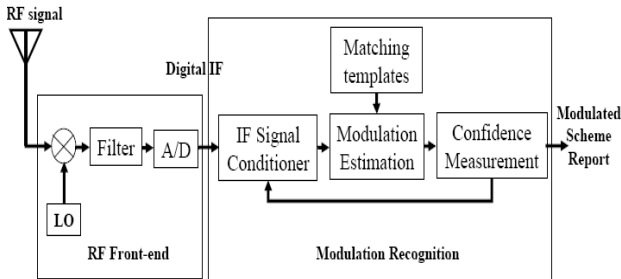 RF signal
Digital IF
Matching
templates
Filter
A/D
IF Signal
Conditioner
Modulation
Estimation
Confidence
Measurement
Modulated
Scheme
Report
LO
RF Front-end
Modulation Recognition